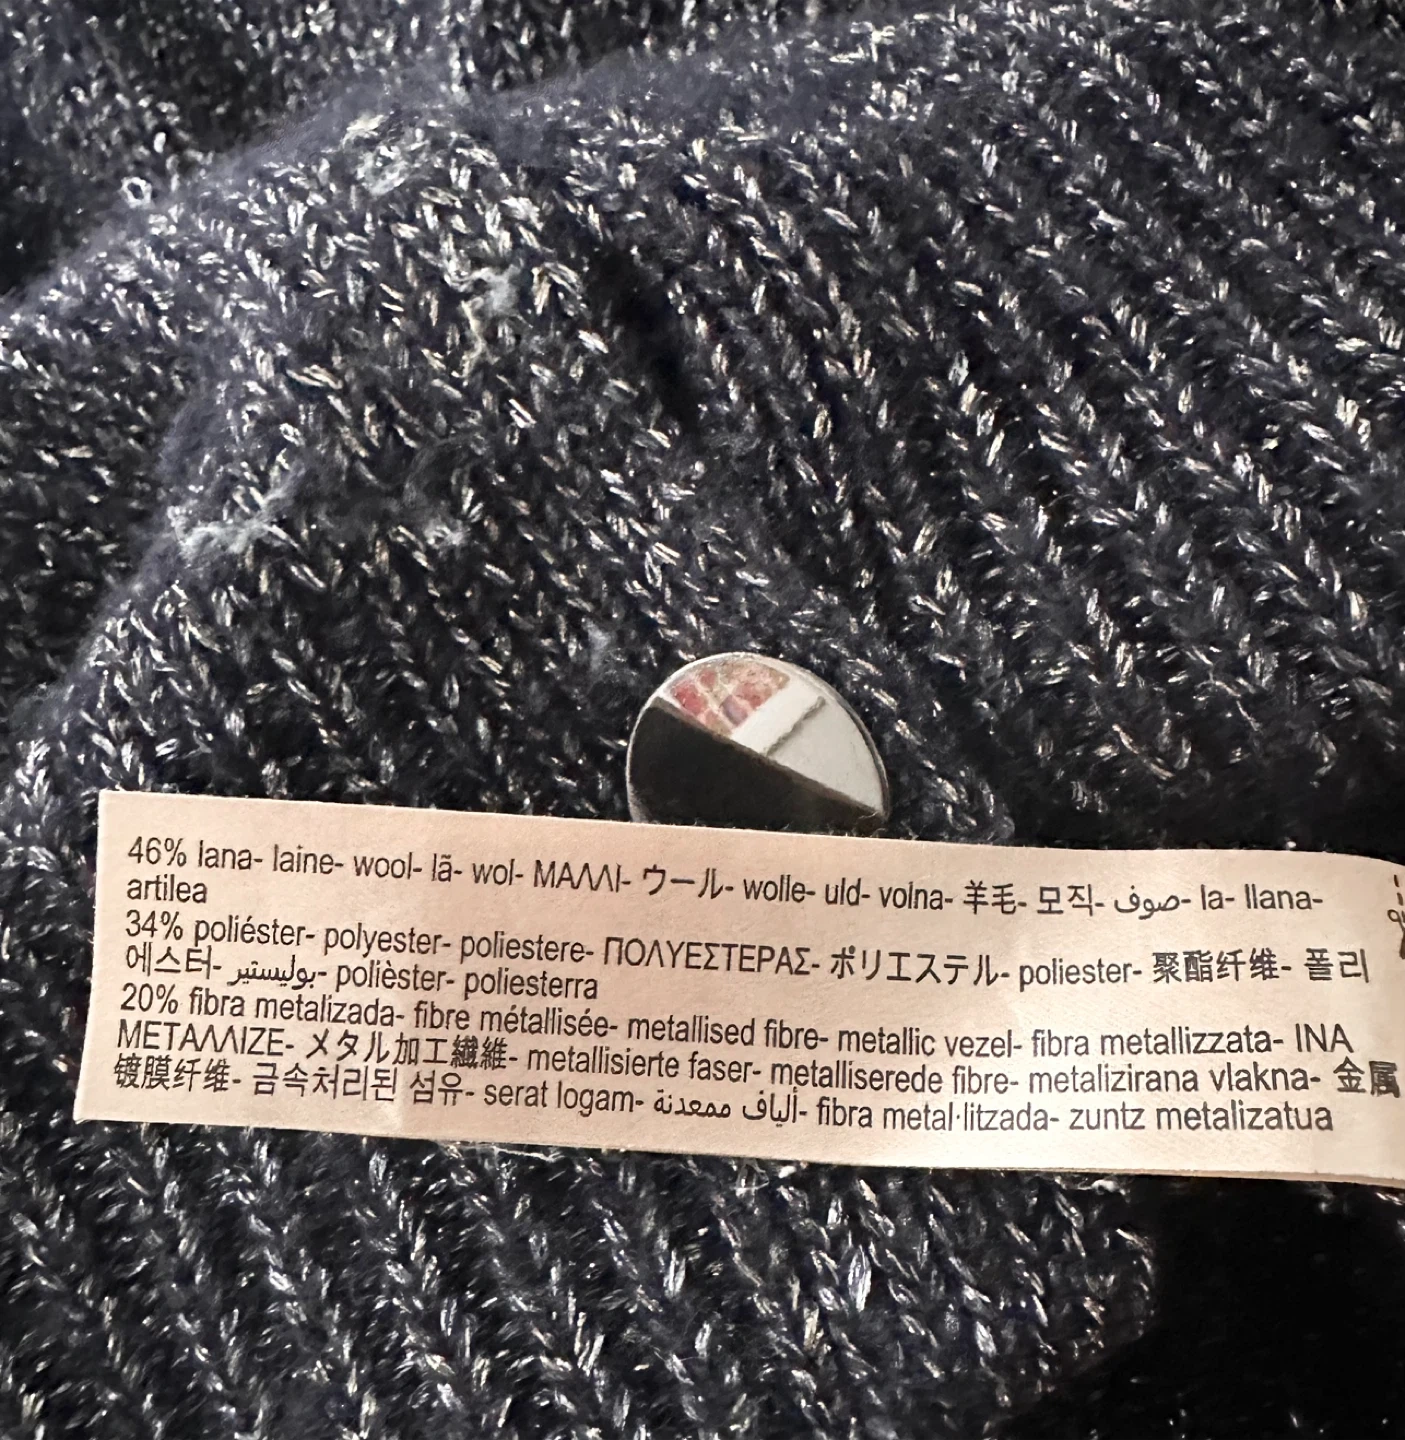 46% lana- laine- wool- lã- wol- ΜΑΛΛΙ- ウール- wolle- uld- volna- 羊毛- 모직- صوف- la- llana-
artilea
34% poliéster- polyester- poliestere- ΠΟΛΥΕΣΤΕΡΑΣ- ポリエステル- poliester- 聚酯纤维- 폴리
에스터- بوليستير- polièster- poliesterra
20% fibra metalizada- fibre métallisée- metallised fibre- metallic vezel- fibra metallizzata- ΙΝΑ
ΜΕΤΑΛΛΙΖΕ- メタル加工繊維- metallisierte faser- metalliserede fibre- metalizirana vlakna- 金属
镀膜纤维- 금속처리된 섬유- serat logam- ألياف ممعدنة- fibra metal·litzada- zuntz metalizatua